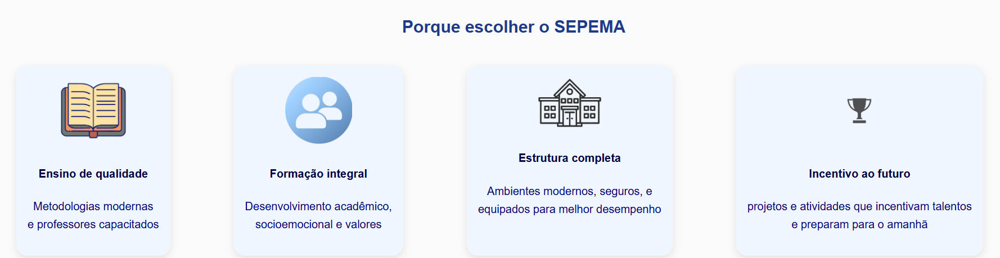 Porque escolher o SEPEMA
Ensino de qualidade
Metodologias modernas
e professores capacitados
Formação integral
Desenvolvimento acadêmico,
socioemocional e valores
Estrutura completa
Ambientes modernos, seguros, e
equipados para melhor desempenho
Incentivo ao futuro
projetos e atividades que incentivam talentos
e preparam para o amanhã